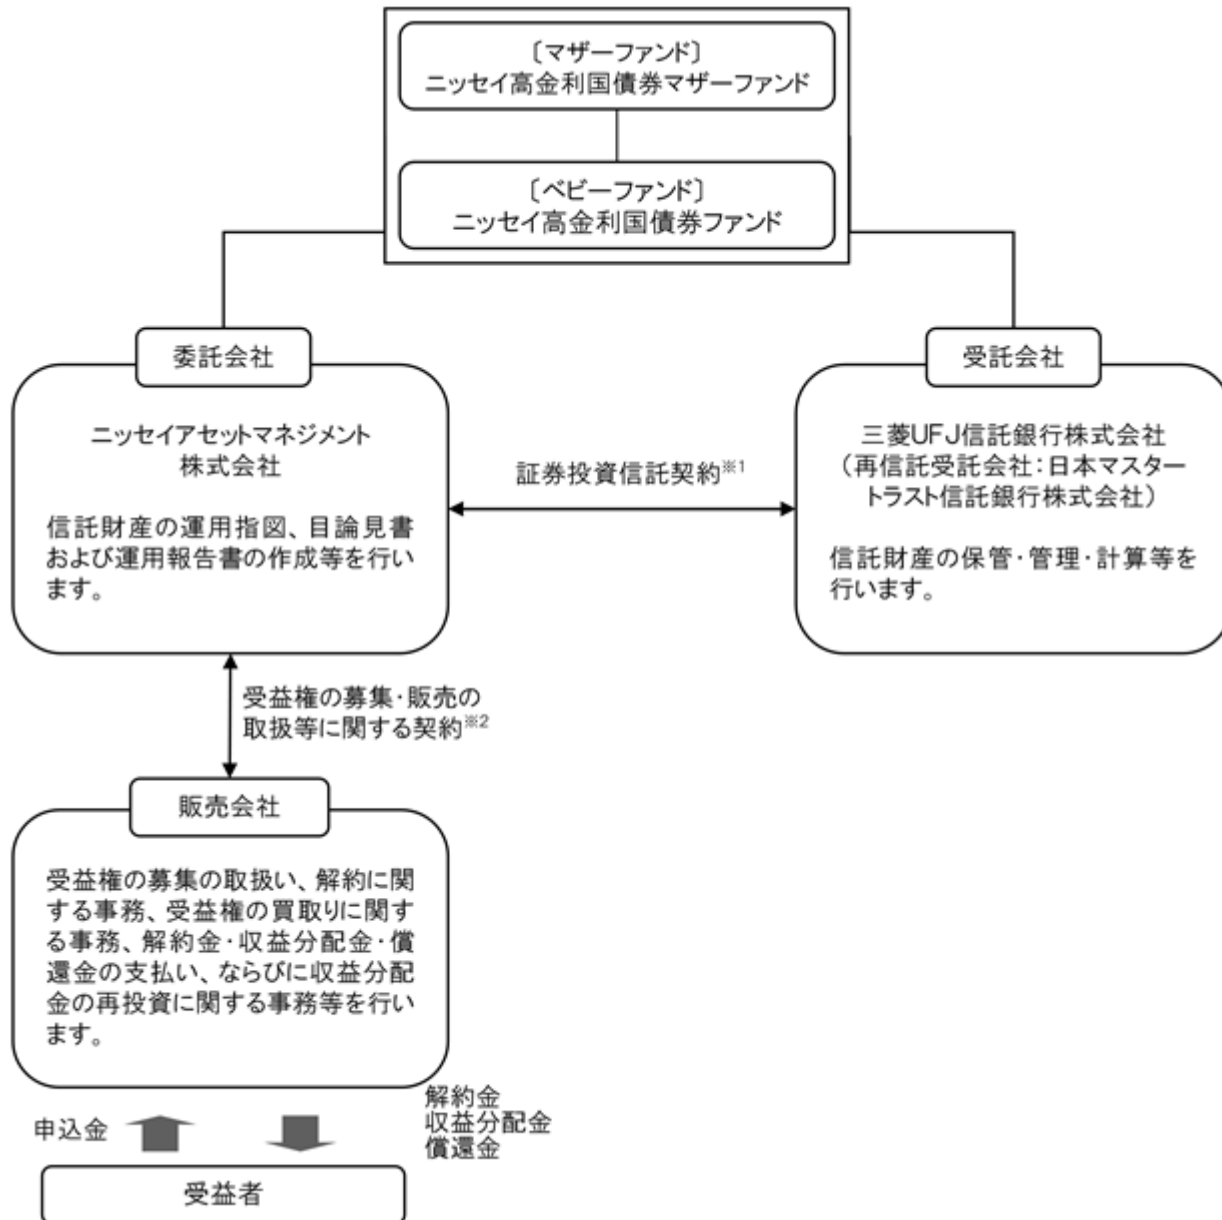 〔マザーファンド〕
ニッセイ高金利国債券マザーファンド
〔ベビーファンド〕
ニッセイ高金利国債券ファンド
委託会社
ニッセイアセットマネジメント
株式会社
信託財産の運用指図、目論見書
および運用報告書の作成等を行い
ます。
証券投資信託契約※1
受託会社
三菱UFJ信託銀行株式会社
（再信託受託会社：日本マスター
トラスト信託銀行株式会社）
信託財産の保管・管理・計算等を
行います。
受益権の募集・販売の
取扱等に関する契約※2
販売会社
受益権の募集の取扱い、解約に関
する事務、受益権の買取りに関す
る事務、解約金・収益分配金・償
還金の支払い、ならびに収益分配
金の再投資に関する事務等を行い
ます。
申込金
解約金
収益分配金
償還金
受益者